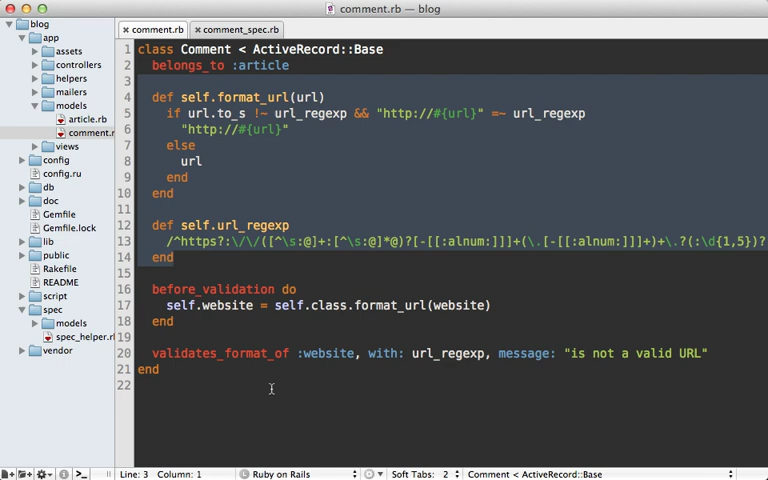 comment.rb — blog
blog
app
assets
controllers
helpers
mailers
models
article.rb
comment.r
views
config
config.ru
db
doc
Gemfile
Gemfile.lock
lib
public
Rakefile
README
script
spec
models
spec_helper.rl
vendor
× comment.rb × comment_spec.rb
1 class Comment < ActiveRecord::Base
2 belongs_to :article
3
4 def self.format_url(url)
5 if url.to_s !~ url_regexp && "http://#{url}" =~ url_regexp
6 "http://#{url}"
7 else
8 url
9 end
10 end
11
12 def self.url_regexp
13 /^https?:\/\/([^\s:@]+:[^\s:@]*@)?[-[[:alnum:]]]+(\.[-[[:alnum:]]]+)+\.?(:\d{1,5})?
14 end
15
16 before_validation do
17 self.website = self.class.format_url(website)
18 end
19
20 validates_format_of :website, with: url_regexp, message: "is not a valid URL"
21 end
22
Line: 3 Column: 1 Ruby on Rails Soft Tabs: 2 Comment < ActiveRecord::Base